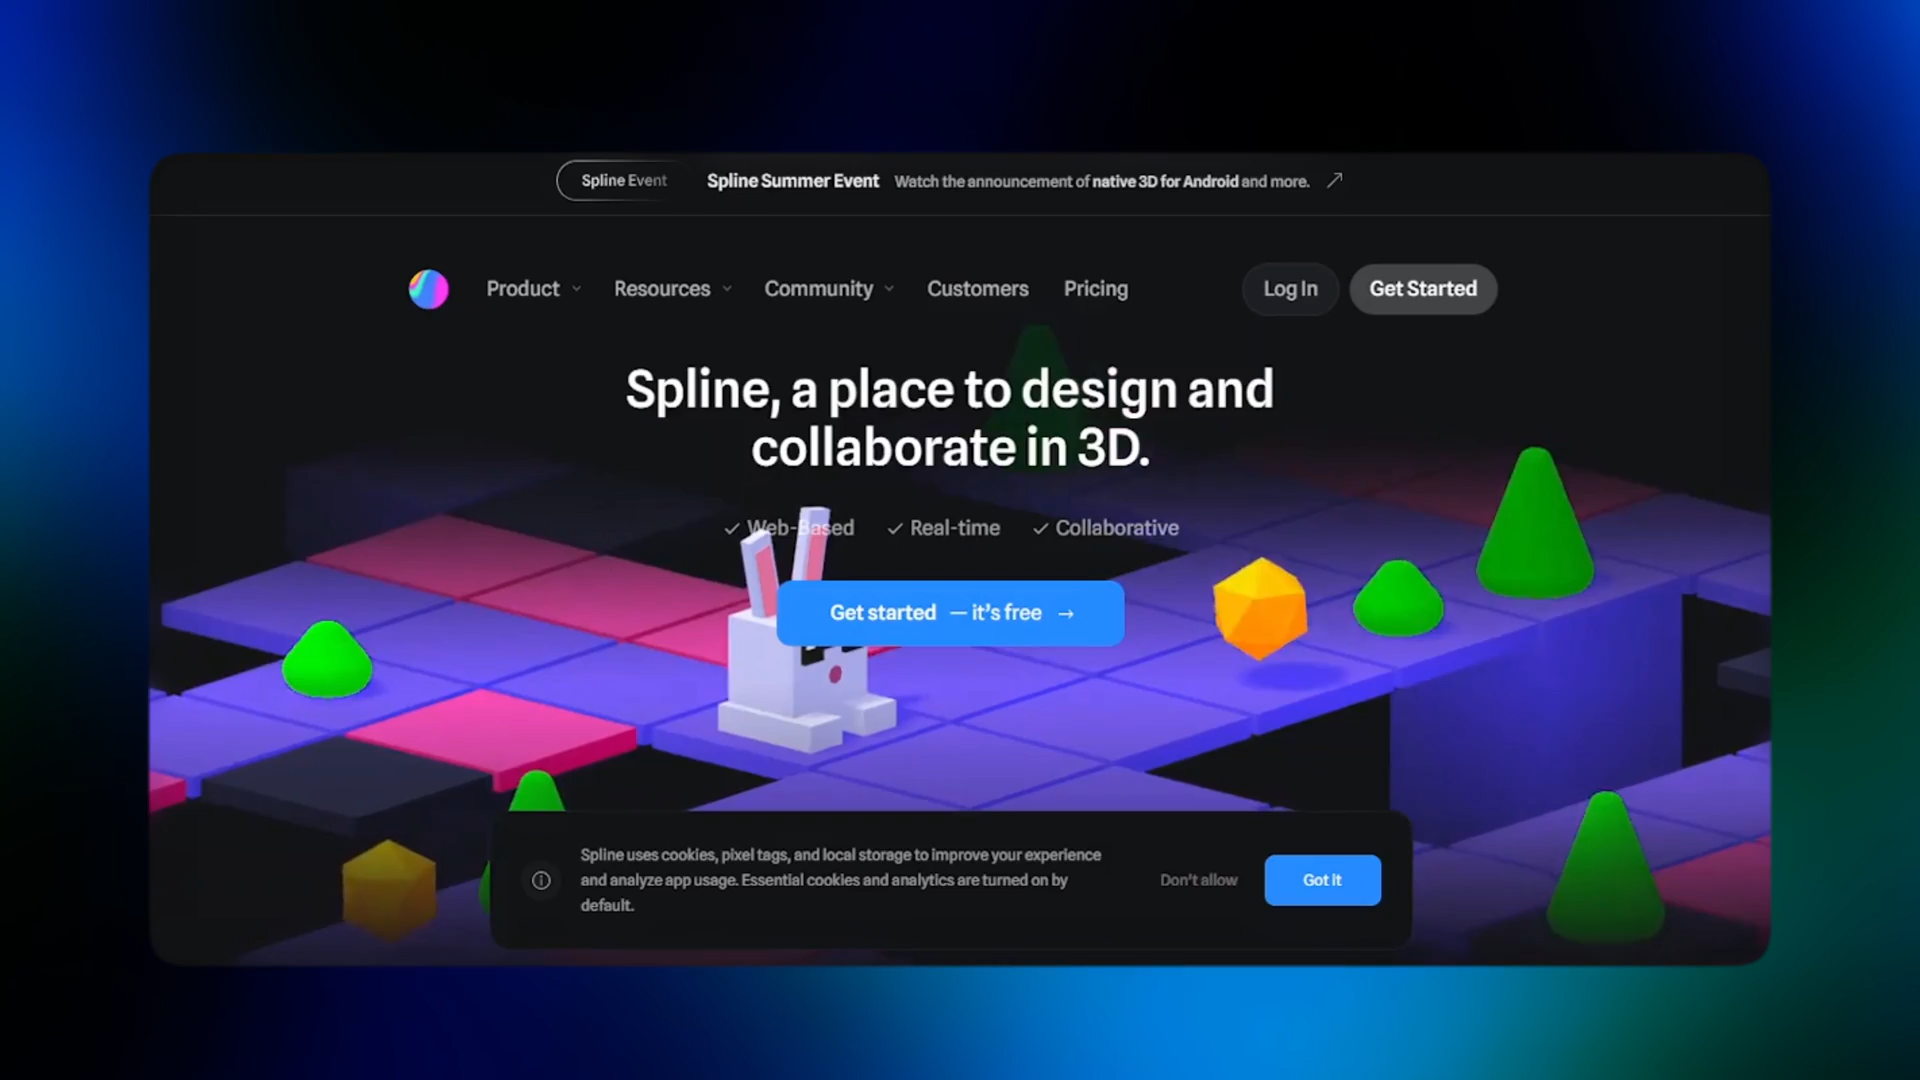 Spline Event
Spline Summer Event Watch the announcement of native 3D for Android and more.
Product Resources Community Customers Pricing Log In Get Started
Spline, a place to design and
collaborate in 3D.
Web-Based Real-time Collaborative
Get started — it's free →
Spline uses cookies, pixel tags, and local storage to improve your experience
and analyze app usage. Essential cookies and analytics are turned on by
default.
Don't allow
Got it